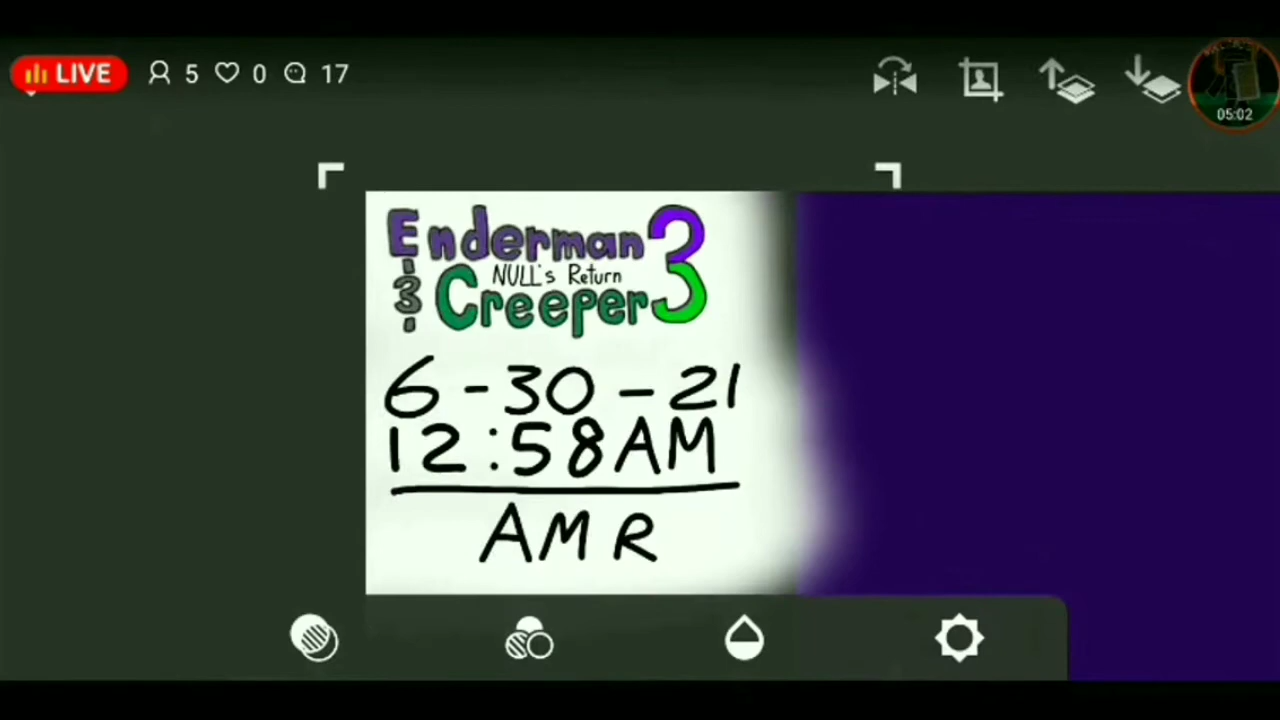 LIVE 5 0 17
05:02
Enderman 3
&
NULL's Return
Creeper
6-30-21
12:58AM
AMR